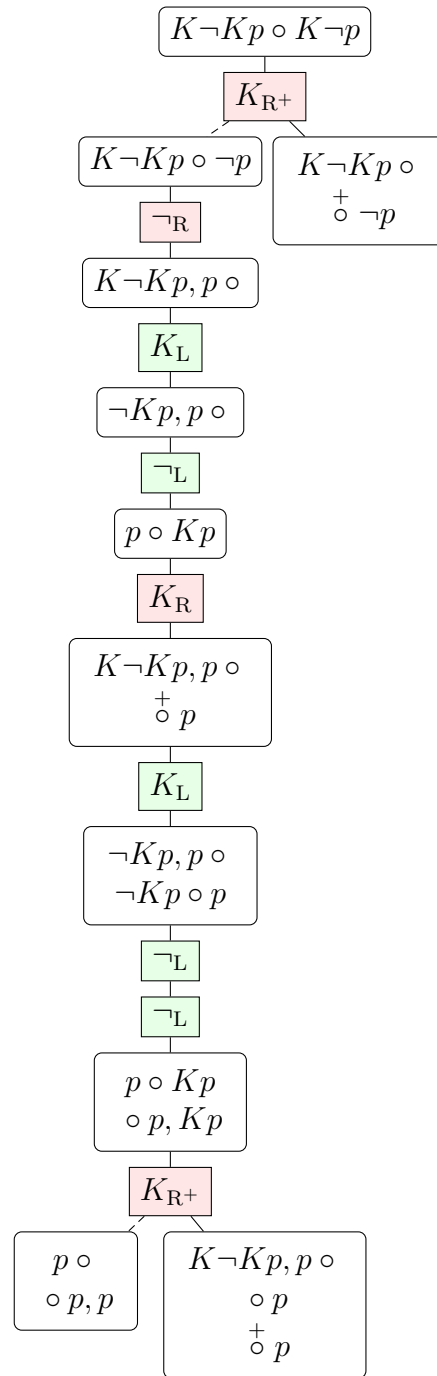 K¬Kp ∘ K¬p
K_{R⁺}
K¬Kp ∘ ¬p
K¬Kp ∘
∘⁺ ¬p
¬_R
K¬Kp, p ∘
K_L
¬Kp, p ∘
¬_L
p ∘ Kp
K_R
K¬Kp, p ∘
∘⁺ p
K_L
¬Kp, p ∘
¬Kp ∘ p
¬_L
¬_L
p ∘ Kp
∘ p, Kp
K_{R⁺}
p ∘
∘ p, p
K¬Kp, p ∘
∘ p
∘⁺ p